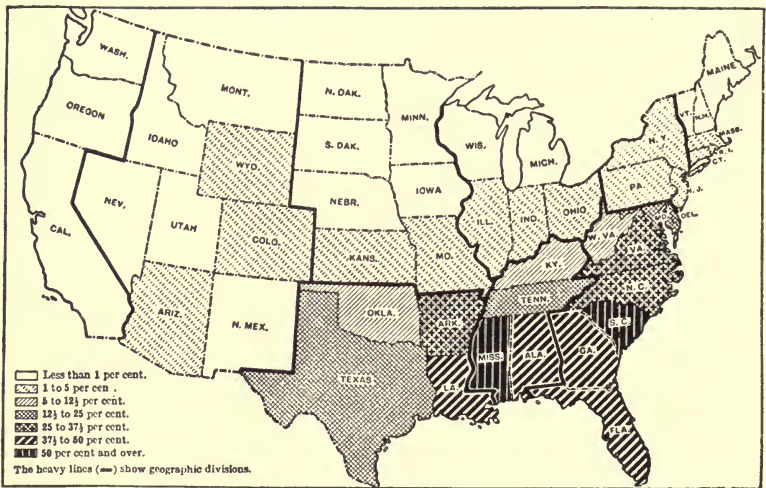 WASH.
OREGON
CAL.
IDAHO
NEV.
MONT.
WYO.
UTAH
COLO.
ARIZ.
N. MEX.
N. DAK.
S. DAK.
NEBR.
KANS.
OKLA.
TEXAS
MINN.
IOWA
MO.
ARK.
LA.
WIS.
MICH.
ILL.
IND.
OHIO
KY.
TENN.
MISS.
ALA.
GA.
FLA.
S. C.
N. C.
VA.
W. VA.
PA.
N. Y.
MAINE
VT.
N.H.
MASS.
R. I.
CT.
N. J.
DEL.
Less than 1 per cent.
1 to 5 per cen .
5 to 12½ per cent.
12½ to 25 per cent.
25 to 37½ per cent.
37½ to 50 per cent.
50 per cent and over.
The heavy lines (▬) show geographic divisions.